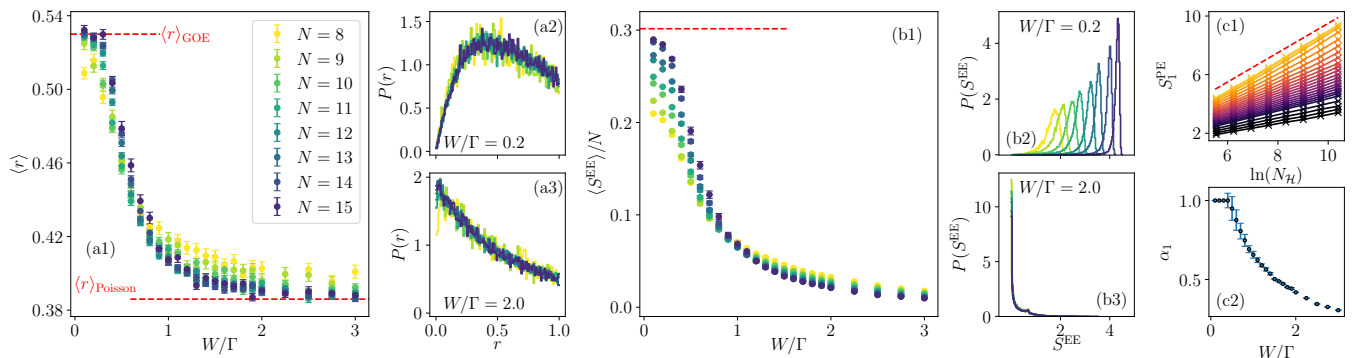 0.54
0.50
0.46
0.42
0.38
⟨r⟩
⟨r⟩GOE
N = 8
N = 9
N = 10
N = 11
N = 12
N = 13
N = 14
N = 15
(a1)
⟨r⟩Poisson
1
2
3
W/Γ
(a2)
1.5
1.0
0.5
0.0
P(r)
W/Γ = 0.2
(a3)
2
1
0
P(r)
W/Γ = 2.0
0.0
0.5
1.0
r
(b1)
0.3
0.2
0.1
0.0
⟨S^EE⟩/N
0
1
2
3
W/Γ
W/Γ = 0.2
4
2
0
P(S^EE)
(b2)
W/Γ = 2.0
10
5
0
P(S^EE)
(b3)
2
4
S̃^EE
(c1)
10
6
2
S₁^PE
6
8
10
ln(N_ℋ)
1.0
0.5
α₁
(c2)
0
2
W/Γ